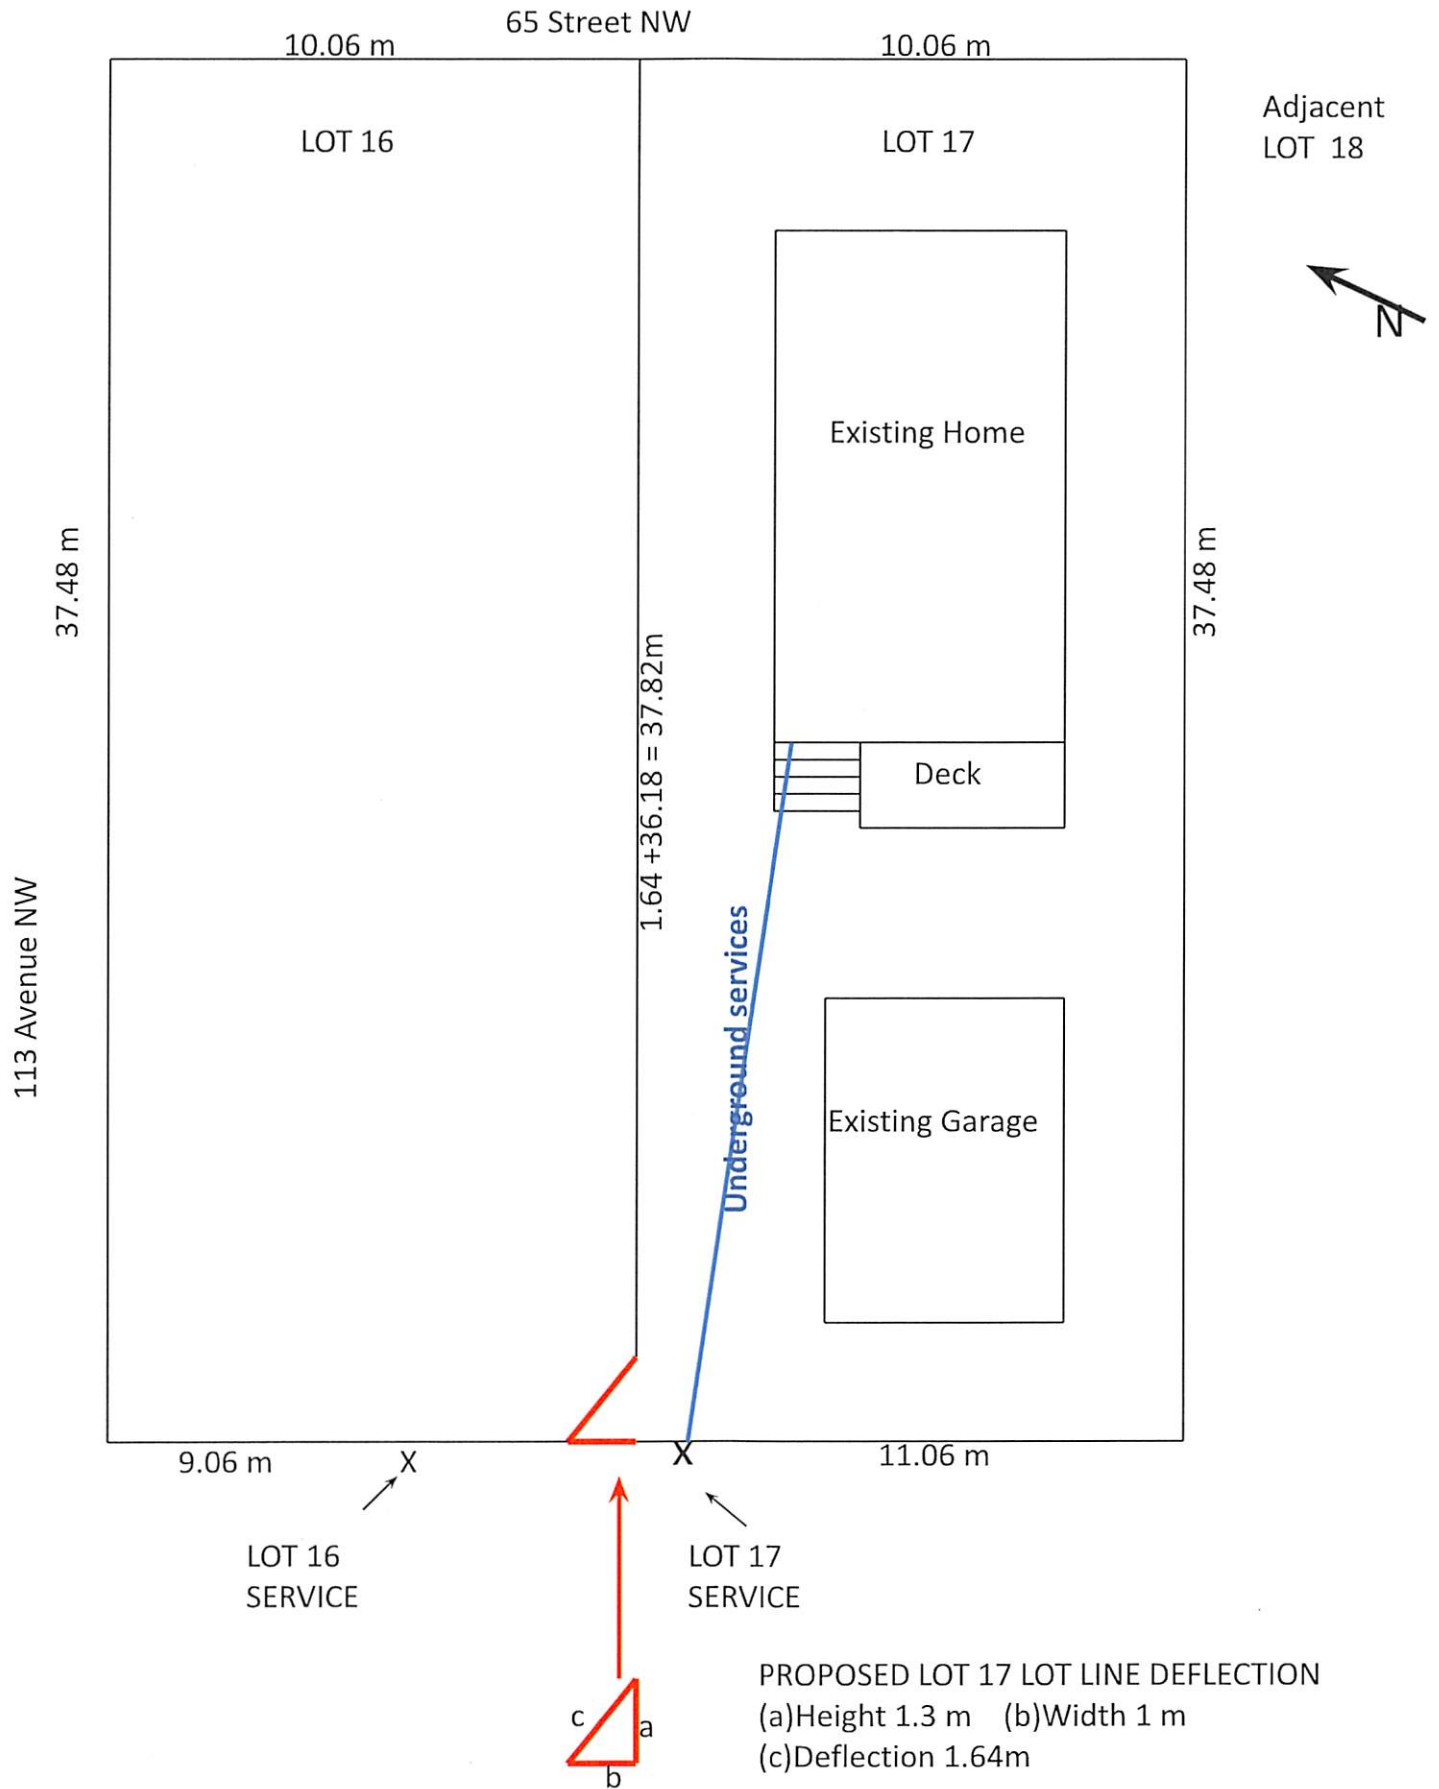 65 Street NW
10.06 m
10.06 m
LOT 16
LOT 17
Adjacent
LOT 18
N
Existing Home
37.48 m
37.48 m
1.64 +36.18 = 37.82m
Deck
113 Avenue NW
Underground services
Existing Garage
9.06 m
X
X
11.06 m
LOT 16
SERVICE
LOT 17
SERVICE
PROPOSED LOT 17 LOT LINE DEFLECTION
(a)Height 1.3 m (b)Width 1 m
(c)Deflection 1.64m
c
a
b